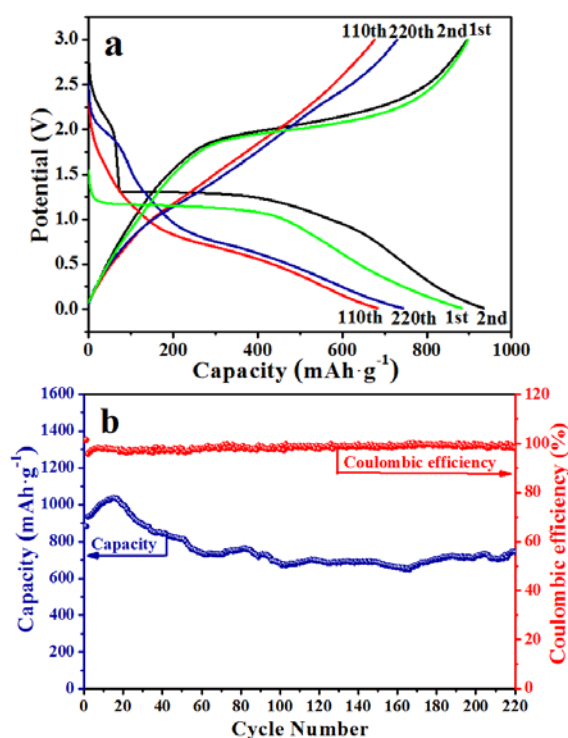 a
110th 220th 2nd 1st
3.0
2.5
2.0
1.5
1.0
0.5
0.0
Potential (V)
110th 220th 1st 2nd
0 200 400 600 800 1000
Capacity (mAh·g⁻¹)
b
1600
1400
1200
1000
800
600
400
200
0
Capacity (mAh·g⁻¹)
Coulombic efficiency
Capacity
120
100
80
60
40
20
0
Coulombic efficiency (%)
0 20 40 60 80 100 120 140 160 180 200 220
Cycle Number